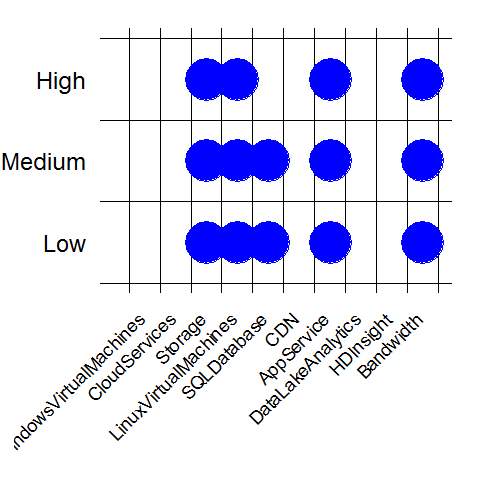 High
Medium
Low
ndowsVirtualMachines
CloudServices
Storage
LinuxVirtualMachines
SQLDatabase
CDN
AppService
DataLakeAnalytics
HDInsight
Bandwidth